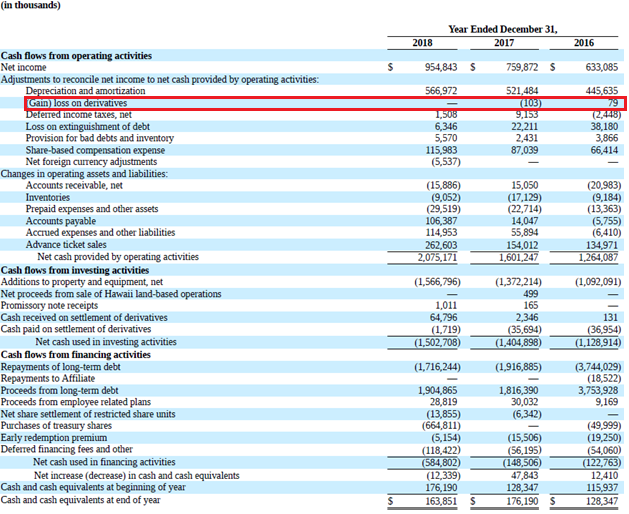 (in thousands)
Year Ended December 31,
2018 2017 2016
Cash flows from operating activities
Net income $ 954,843 $ 759,872 $ 633,085
Adjustments to reconcile net income to net cash provided by operating activities:
Depreciation and amortization 566,972 521,484 445,635
(Gain) loss on derivatives — (103) 79
Deferred income taxes, net 1,508 9,153 (2,448)
Loss on extinguishment of debt 6,346 22,211 38,180
Provision for bad debts and inventory 5,570 2,431 3,866
Share-based compensation expense 115,983 87,039 66,414
Net foreign currency adjustments (5,537) — —
Changes in operating assets and liabilities:
Accounts receivable, net (15,886) 15,050 (20,983)
Inventories (9,052) (17,129) (9,184)
Prepaid expenses and other assets (29,519) (22,714) (13,363)
Accounts payable 106,387 14,047 (5,755)
Accrued expenses and other liabilities 114,953 55,894 (6,410)
Advance ticket sales 262,603 154,012 134,971
Net cash provided by operating activities 2,075,171 1,601,247 1,264,087
Cash flows from investing activities
Additions to property and equipment, net (1,566,796) (1,372,214) (1,092,091)
Net proceeds from sale of Hawaii land-based operations — 499 —
Promissory note receipts 1,011 165 —
Cash received on settlement of derivatives 64,796 2,346 131
Cash paid on settlement of derivatives (1,719) (35,694) (36,954)
Net cash used in investing activities (1,502,708) (1,404,898) (1,128,914)
Cash flows from financing activities
Repayments of long-term debt (1,716,244) (1,916,885) (3,744,029)
Repayments to Affiliate — — (18,522)
Proceeds from long-term debt 1,904,865 1,816,390 3,753,928
Proceeds from employee related plans 28,819 30,032 9,169
Net share settlement of restricted share units (13,855) (6,342) —
Purchases of treasury shares (664,811) — (49,999)
Early redemption premium (5,154) (15,506) (19,250)
Deferred financing fees and other (118,422) (56,195) (54,060)
Net cash used in financing activities (584,802) (148,506) (122,763)
Net increase (decrease) in cash and cash equivalents (12,339) 47,843 12,410
Cash and cash equivalents at beginning of year 176,190 128,347 115,937
Cash and cash equivalents at end of year $ 163,851 $ 176,190 $ 128,347